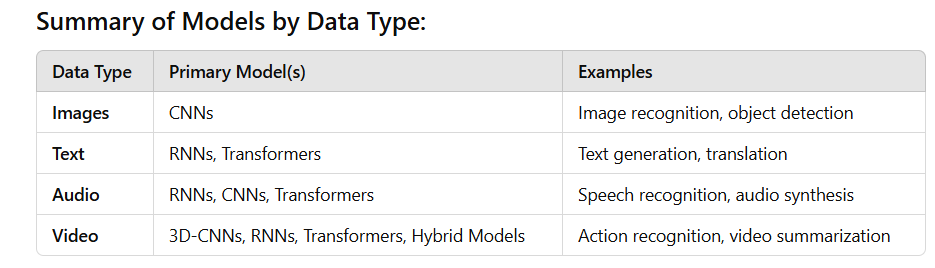 Summary of Models by Data Type:
Data Type Primary Model(s) Examples
Images CNNs Image recognition, object detection
Text RNNs, Transformers Text generation, translation
Audio RNNs, CNNs, Transformers Speech recognition, audio synthesis
Video 3D-CNNs, RNNs, Transformers, Hybrid Models Action recognition, video summarization